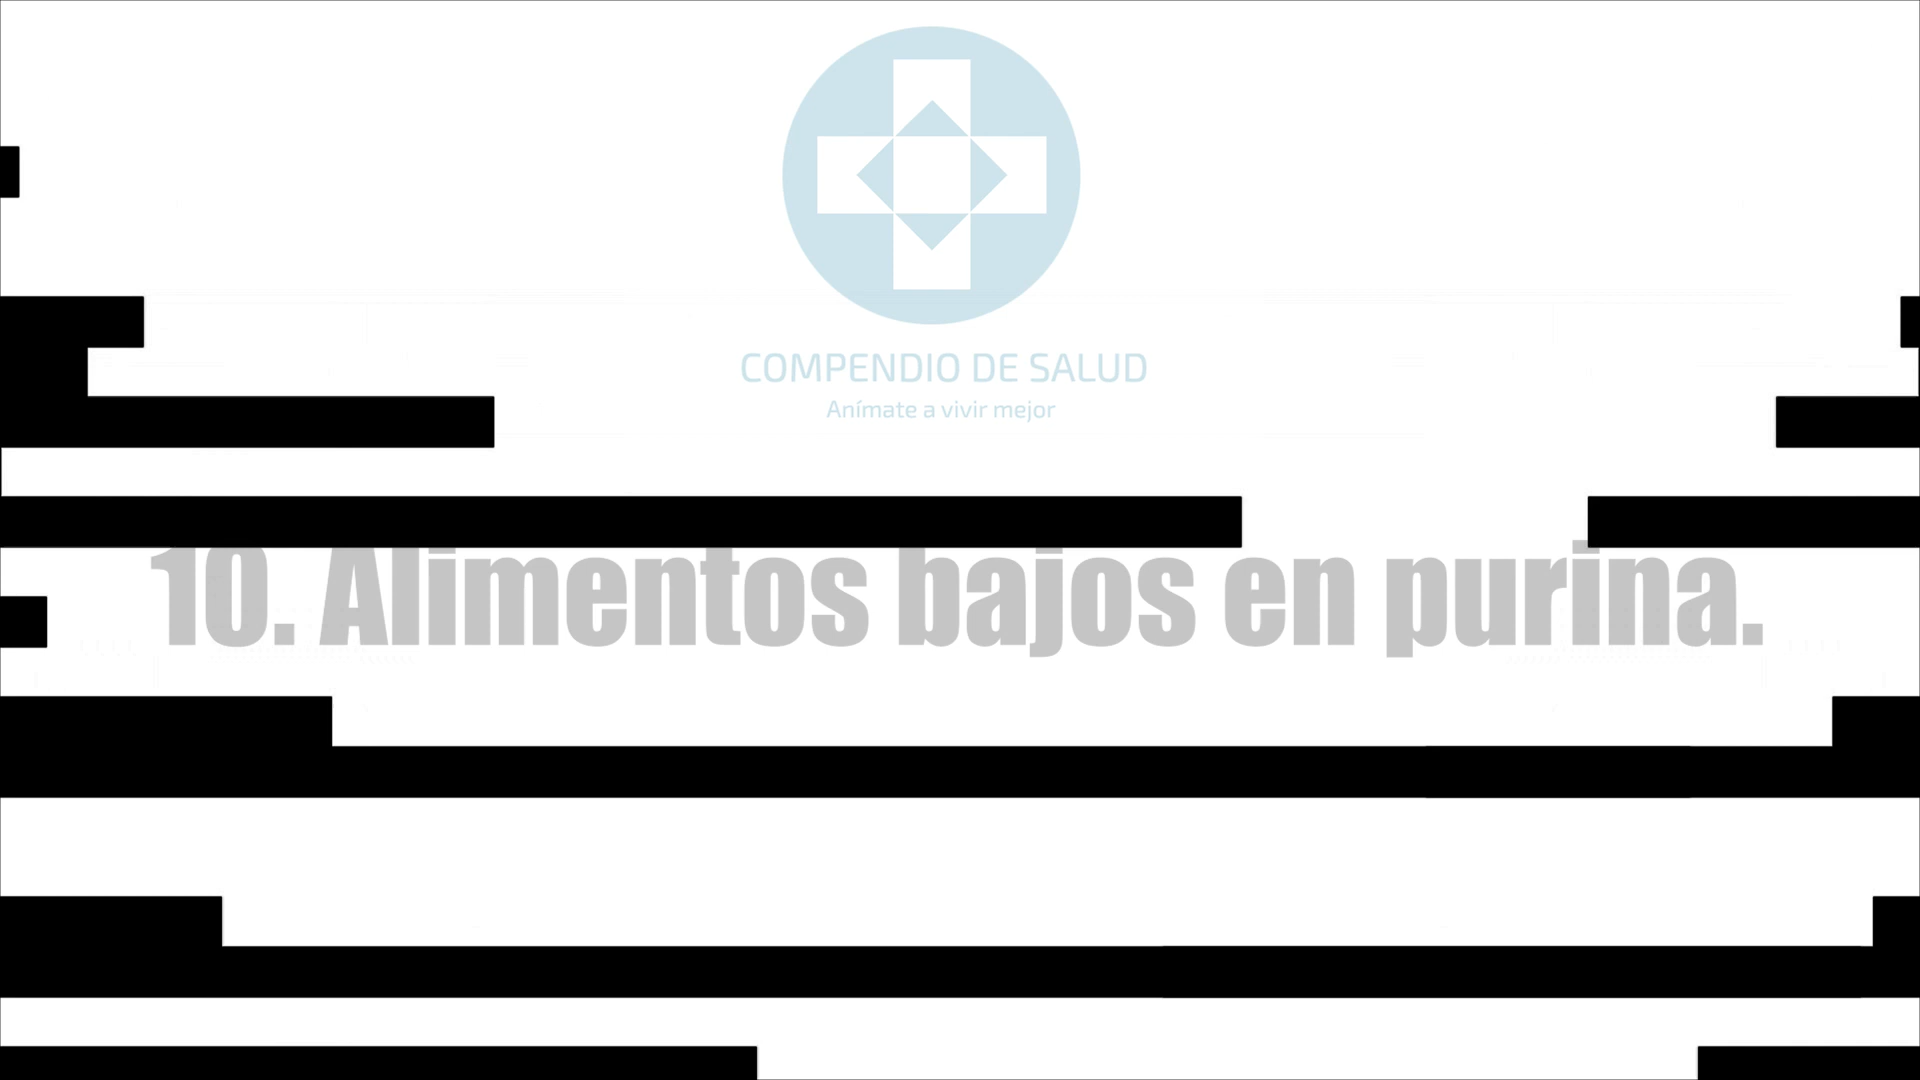 COMPENDIO DE SALUD
Anímate a vivir mejor
10. Alimentos bajos en purina.